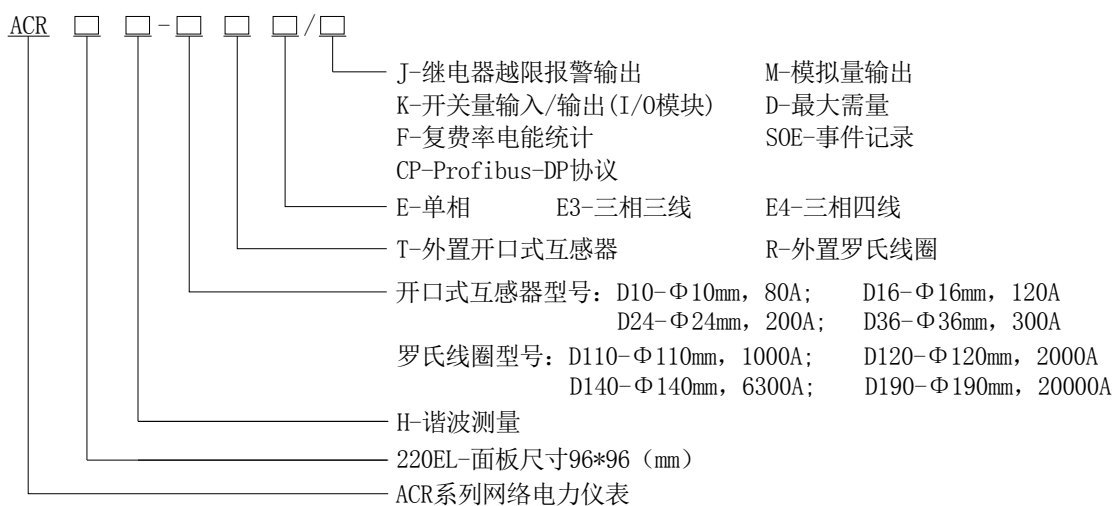 ACR □ □-□ □ □/□
J-继电器越限报警输出 M-模拟量输出
K-开关量输入/输出(I/O模块) D-最大需量
F-复费率电能统计 SOE-事件记录
CP-Profibus-DP协议
E-单相 E3-三相三线 E4-三相四线
T-外置开口式互感器 R-外置罗氏线圈
开口式互感器型号：D10-Φ10mm，80A; D16-Φ16mm，120A
D24-Φ24mm，200A; D36-Φ36mm，300A
罗氏线圈型号：D110-Φ110mm，1000A; D120-Φ120mm，2000A
D140-Φ140mm，6300A; D190-Φ190mm，20000A
H-谐波测量
220EL-面板尺寸96*96（mm）
ACR系列网络电力仪表